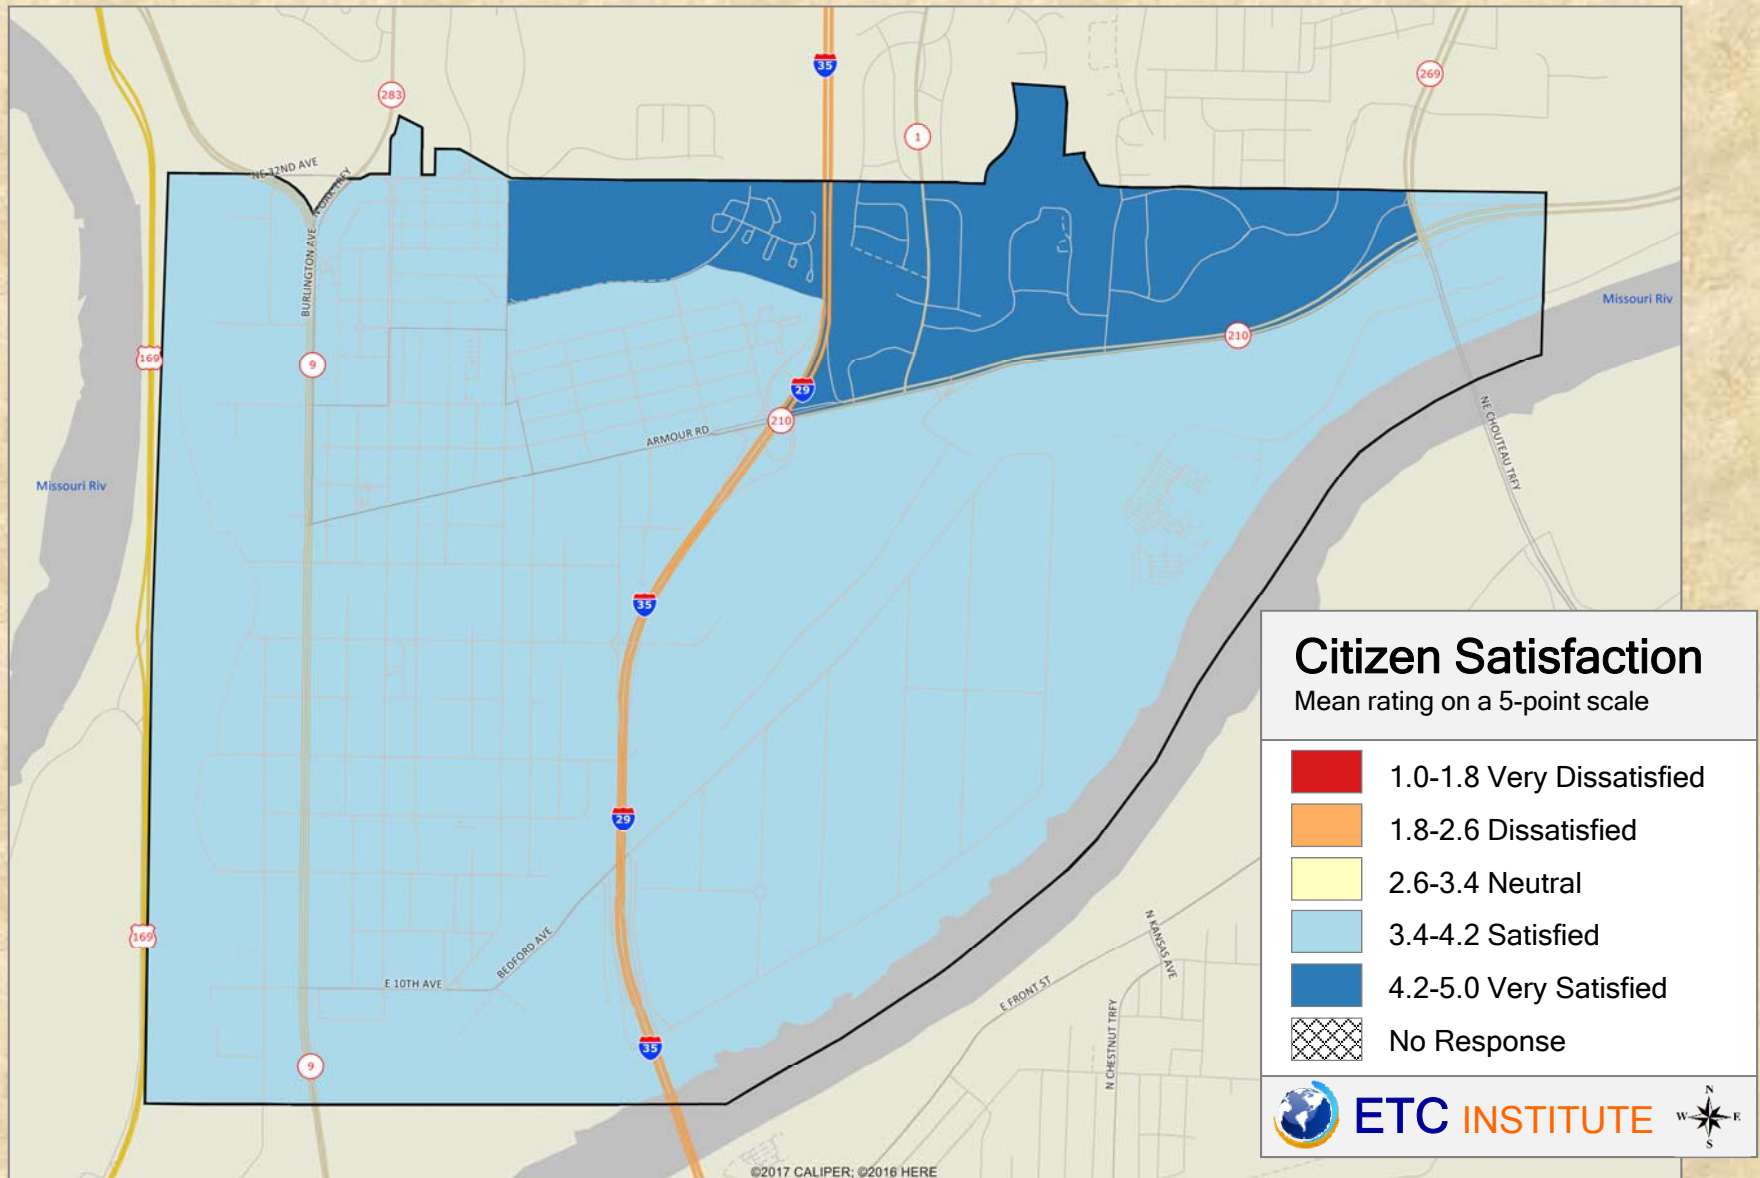 35
269
283
1
NE 32ND AVE
N OAK TRFY
BURLINGTON AVE
Missouri Riv
210
169
9
29
210
ARMOUR RD
NE CHOUTEAU TRFY
Missouri Riv
35
Citizen Satisfaction
Mean rating on a 5-point scale
1.0-1.8 Very Dissatisfied
1.8-2.6 Dissatisfied
2.6-3.4 Neutral
3.4-4.2 Satisfied
4.2-5.0 Very Satisfied
No Response
29
169
BEDFORD AVE
E 10TH AVE
N KANSAS AVE
E FRONT ST
N CHESTNUT TRFY
35
9
ETC INSTITUTE
N
W E
S
©2017 CALIPER; ©2016 HERE